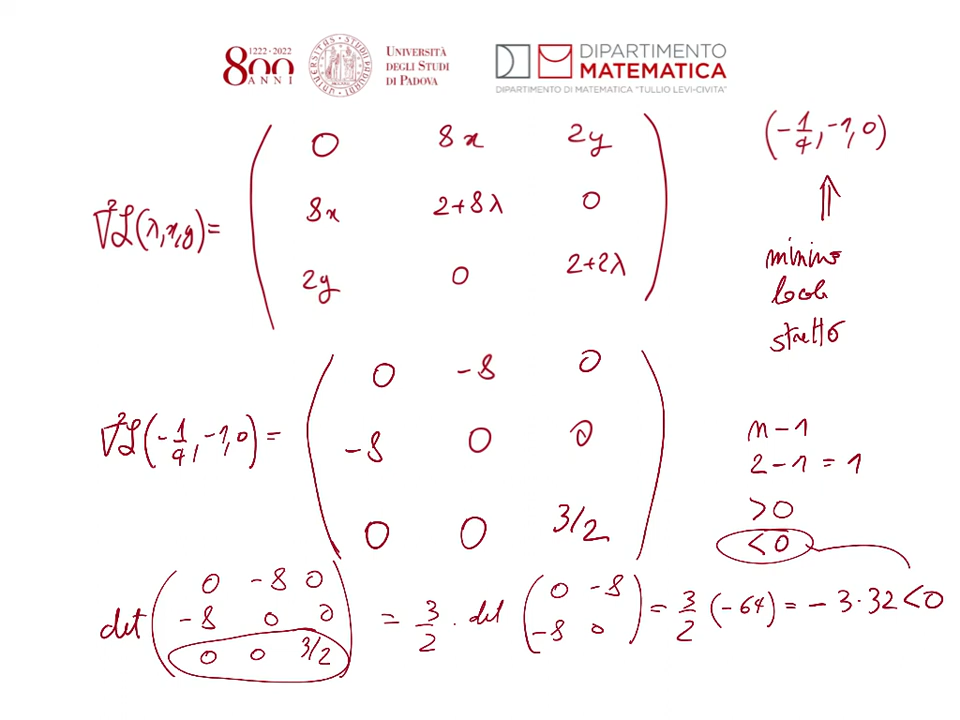 1222·2022
800
ANNI
UNIVERSITÀ
DEGLI STUDI
DI PADOVA
DIPARTIMENTO
MATEMATICA
DIPARTIMENTO DI MATEMATICA "TULLIO LEVI-CIVITA"
∇²ℒ(λ,x,y)=
0 8x 2y
8x 2+8λ 0
2y 0 2+2λ
(-1/4,-1,0)
⇑
minimo
locale
stretto
∇²ℒ(-1/4,-1,0)=
0 -8 0
-8 0 0
0 0 3/2
n-1
2-1=1
>0
<0
det(0 -8 0
-8 0 0
0 0 3/2) = 3/2 · det (0 -8
-8 0) = 3/2 (-64) = -3·32<0